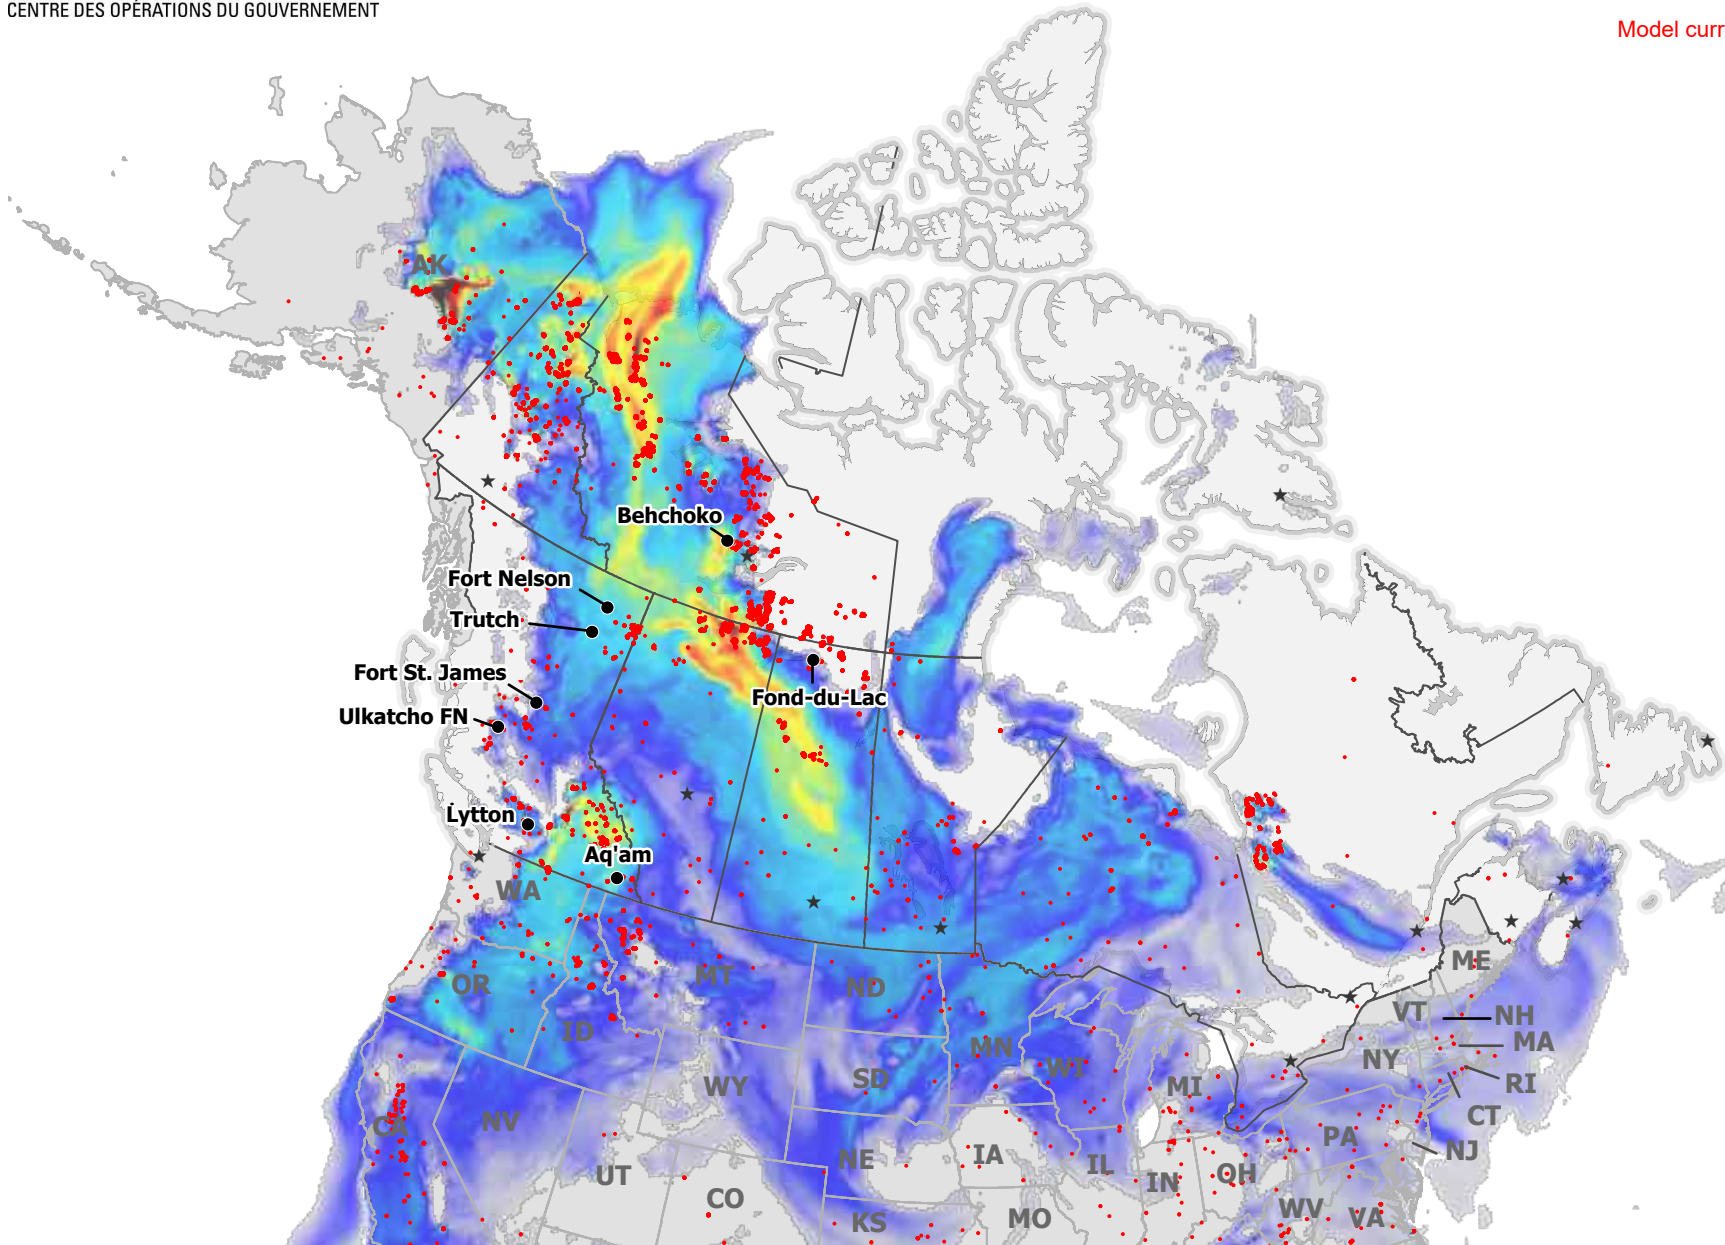 CENTRE DES OPÉRATIONS DU GOUVERNEMENT
Model curr
AK
Behchoko
Fort Nelson
Trutch
Fort St. James
Fond-du-Lac
Ulkatcho FN
Lytton
Aq'am
WA
ME
MT
OR
ND
VT
NH
ID
MN
MA
NY
WI
SD
RI
WY
MI
CT
CA
NV
PA
NJ
IA
NE
IL
UT
IN
OH
CO
WV
MO
VA
KS